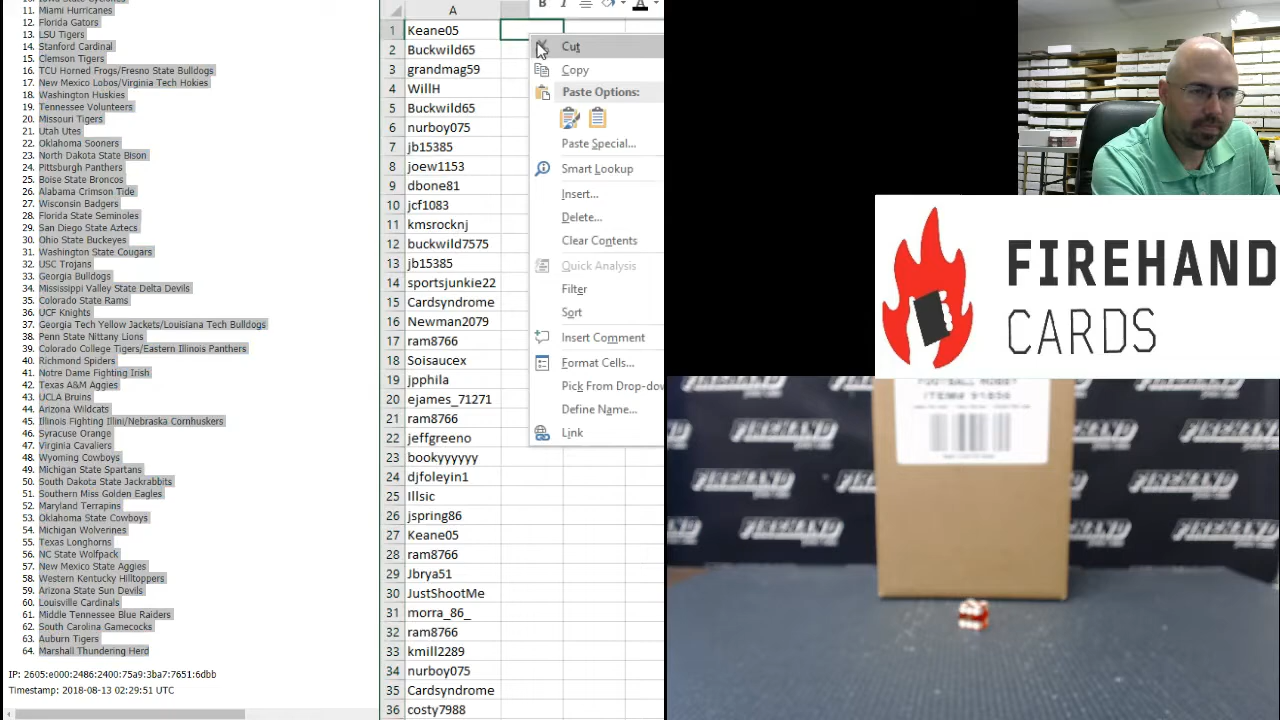 11. Miami Hurricanes
12. Florida Gators
13. LSU Tigers
14. Stanford Cardinal
15. Clemson Tigers
16. TCU Horned Frogs/Fresno State Bulldogs
17. New Mexico Lobos/Virginia Tech Hokies
18. Washington Huskies
19. Tennessee Volunteers
20. Missouri Tigers
21. Utah Utes
22. Oklahoma Sooners
23. North Dakota State Bison
24. Pittsburgh Panthers
25. Boise State Broncos
26. Alabama Crimson Tide
27. Wisconsin Badgers
28. Florida State Seminoles
29. San Diego State Aztecs
30. Ohio State Buckeyes
31. Washington State Cougars
32. USC Trojans
33. Georgia Bulldogs
34. Mississippi Valley State Delta Devils
35. Colorado State Rams
36. UCF Knights
37. Georgia Tech Yellow Jackets/Louisiana Tech Bulldogs
38. Penn State Nittany Lions
39. Colorado College Tigers/Eastern Illinois Panthers
40. Richmond Spiders
41. Notre Dame Fighting Irish
42. Texas A&M Aggies
43. UCLA Bruins
44. Arizona Wildcats
45. Illinois Fighting Illini/Nebraska Cornhuskers
46. Syracuse Orange
47. Virginia Cavaliers
48. Wyoming Cowboys
49. Michigan State Spartans
50. South Dakota State Jackrabbits
51. Southern Miss Golden Eagles
52. Maryland Terrapins
53. Oklahoma State Cowboys
54. Michigan Wolverines
55. Texas Longhorns
56. NC State Wolfpack
57. New Mexico State Aggies
58. Western Kentucky Hilltoppers
59. Arizona State Sun Devils
60. Louisville Cardinals
61. Middle Tennessee Blue Raiders
62. South Carolina Gamecocks
63. Auburn Tigers
64. Marshall Thundering Herd
IP: 2605:e000:2486:2400:75a9:3ba7:7651:6dbb
Timestamp: 2018-08-13 02:29:51 UTC
A
1 Keane05
2 Buckwild65
3 grandmag59
4 WillH
5 Buckwild65
6 nurboy075
7 jb15385
8 joew1153
9 dbone81
10 jcf1083
11 kmsrocknj
12 buckwild7575
13 jb15385
14 sportsjunkie22
15 Cardsyndrome
16 Newman2079
17 ram8766
18 Soisaucex
19 jpphila
20 ejames_71271
21 ram8766
22 jeffgreeno
23 bookyyyyyy
24 djfoleyin1
25 Illsic
26 jspring86
27 Keane05
28 ram8766
29 Jbrya51
30 JustShootMe
31 morra_86_
32 ram8766
33 kmill2289
34 nurboy075
35 Cardsyndrome
36 costy7988
B I A
Cut
Copy
Paste Options:
Paste Special...
Smart Lookup
Insert...
Delete...
Clear Contents
Quick Analysis
Filter
Sort
Insert Comment
Format Cells...
Pick From Drop-dow
Define Name...
Link
FIREHAND
CARDS
FOOTBALL HOBBY
FIREHAND
FIREHAND
FIREHAND
FIREHAND
FIREHAND
FIREHAND